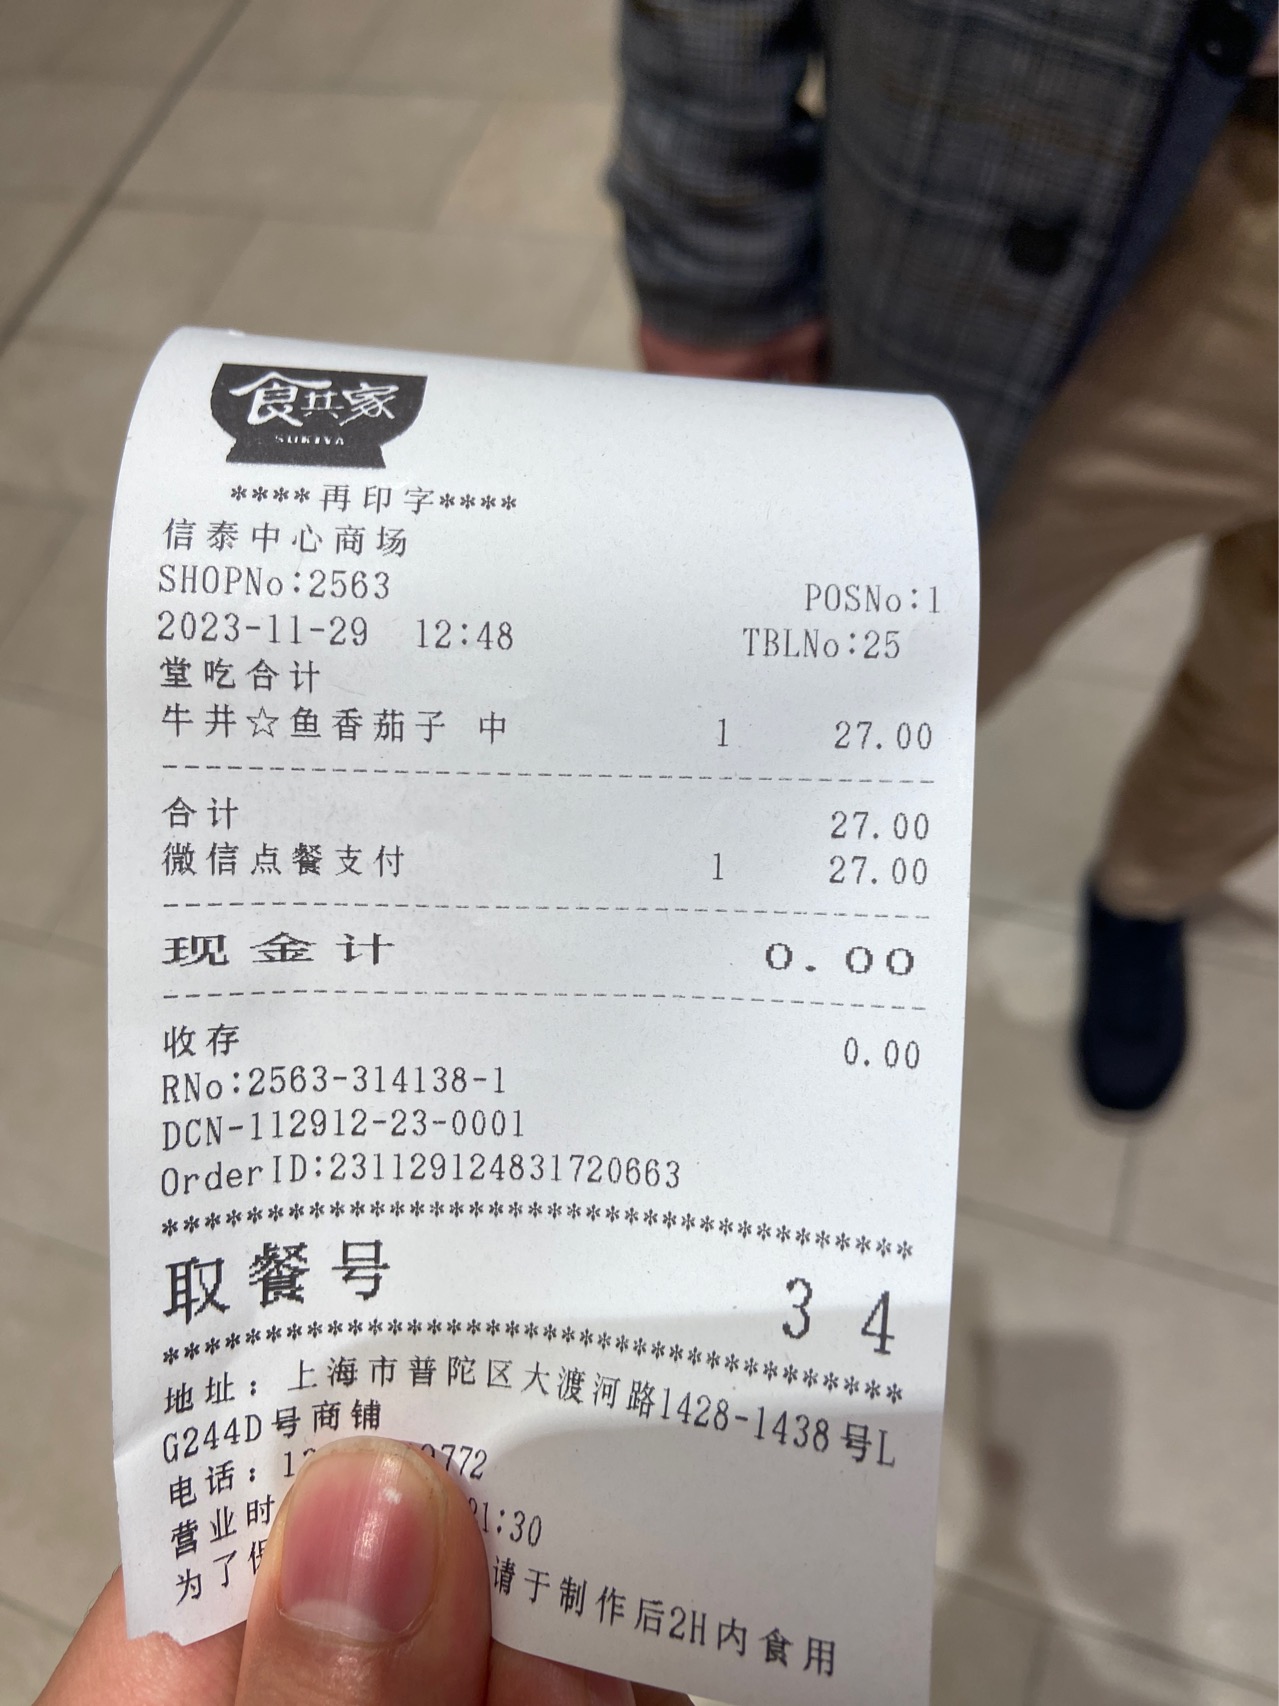 食其家
SUKIYA
****再印字****
信泰中心商场
SHOPNo:2563 POSNo:1
2023-11-29 12:48 TBLNo:25
堂吃合计
牛丼☆鱼香茄子 中 1 27.00
合计 27.00
微信点餐支付 1 27.00
现金计 0.00
收存 0.00
RNo:2563-314138-1
DCN-112912-23-0001
OrderID:231129124831720663
************************************
取餐号 34
************************************
地址：上海市普陀区大渡河路1428-1438号L
G244D号商铺
电话：1 772
营业时 21:30
为了保 请于制作后2H内食用